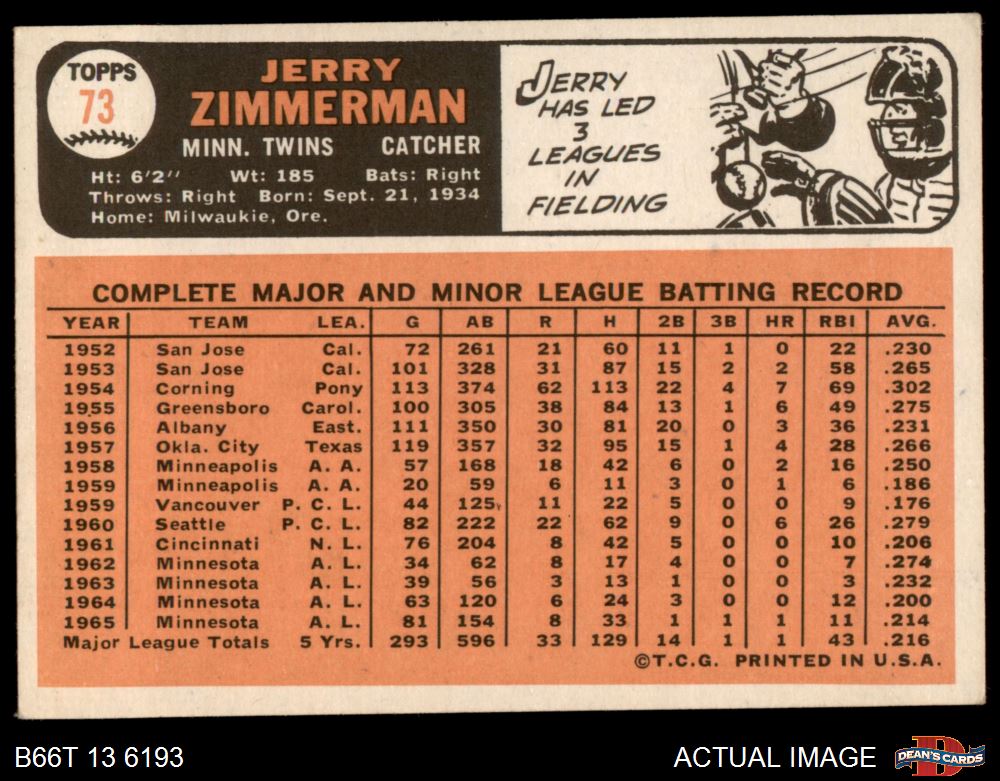 TOPPS
73
JERRY
ZIMMERMAN
MINN. TWINS CATCHER
Ht: 6'2" Wt: 185 Bats: Right
Throws: Right Born: Sept. 21, 1934
Home: Milwaukie, Ore.
JERRY
HAS LED
3
LEAGUES
IN
FIELDING
COMPLETE MAJOR AND MINOR LEAGUE BATTING RECORD
YEAR TEAM LEA. G AB R H 2B 3B HR RBI AVG.
1952 San Jose Cal. 72 261 21 60 11 1 0 22 .230
1953 San Jose Cal. 101 328 31 87 15 2 2 58 .265
1954 Corning Pony 113 374 62 113 22 4 7 69 .302
1955 Greensboro Carol. 100 305 38 84 13 1 6 49 .275
1956 Albany East. 111 350 30 81 20 0 3 36 .231
1957 Okla. City Texas 119 357 32 95 15 1 4 28 .266
1958 Minneapolis A. A. 57 168 18 42 6 0 2 16 .250
1959 Minneapolis A. A. 20 59 6 11 3 0 1 6 .186
1959 Vancouver P. C. L. 44 125 11 22 5 0 0 9 .176
1960 Seattle P. C. L. 82 222 22 62 9 0 6 26 .279
1961 Cincinnati N. L. 76 204 8 42 5 0 0 10 .206
1962 Minnesota A. L. 34 62 8 17 4 0 0 7 .274
1963 Minnesota A. L. 39 56 3 13 1 0 0 3 .232
1964 Minnesota A. L. 63 120 6 24 3 0 0 12 .200
1965 Minnesota A. L. 81 154 8 33 1 1 1 11 .214
Major League Totals 5 Yrs. 293 596 33 129 14 1 1 43 .216
©T.C.G. PRINTED IN U.S.A.
B66T 13 6193 ACTUAL IMAGE DEAN'S CARDS